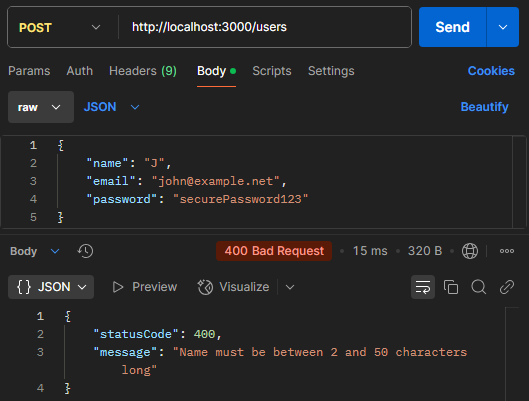 POST http://localhost:3000/users Send
Params Auth Headers (9) Body Scripts Settings Cookies
raw JSON Beautify
1 {
2 "name": "J",
3 "email": "john@example.net",
4 "password": "securePassword123"
5 }
Body 400 Bad Request • 15 ms • 320 B
{} JSON Preview Visualize
1 {
2 "statusCode": 400,
3 "message": "Name must be between 2 and 50 characters
long"
4 }